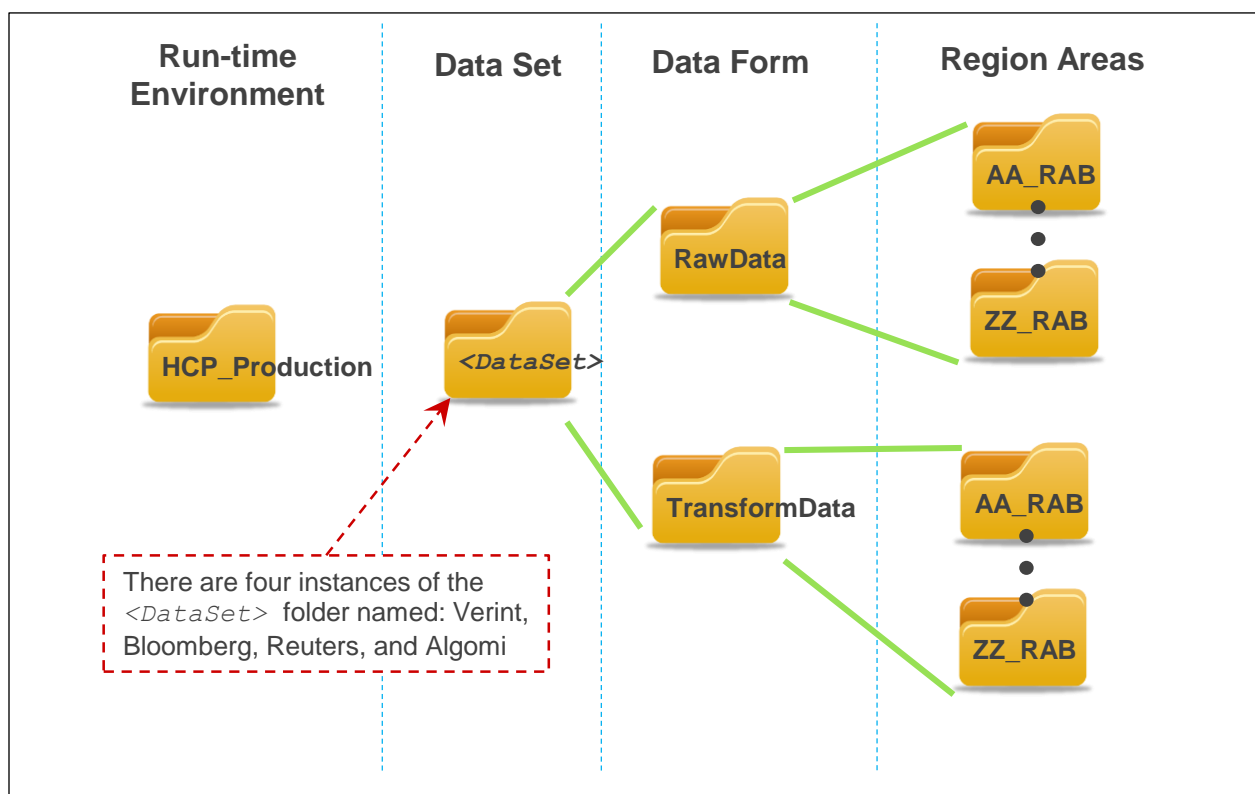 Run-time
Environment
Data Set
Data Form
Region Areas
HCP_Production
<DataSet>
RawData
TransformData
AA_RAB
ZZ_RAB
AA_RAB
ZZ_RAB
There are four instances of the
<DataSet> folder named: Verint,
Bloomberg, Reuters, and Algomi